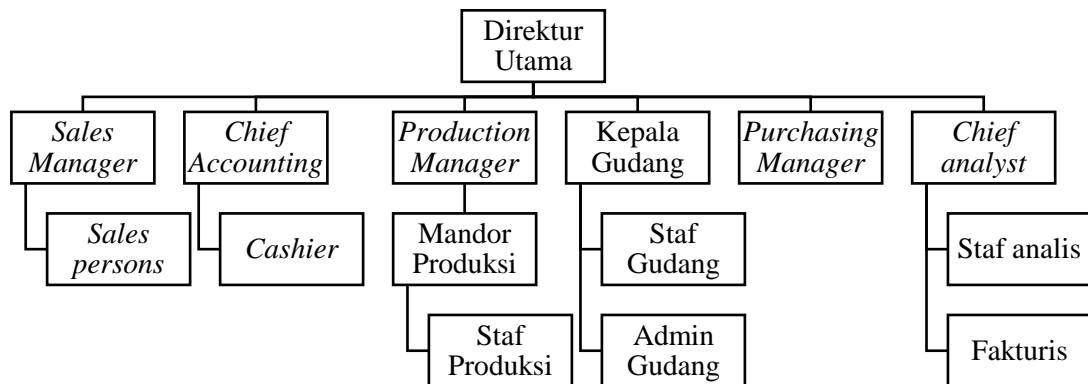 Direktur
Utama
Sales
Manager
Chief
Accounting
Production
Manager
Kepala
Gudang
Purchasing
Manager
Chief
analyst
Sales
persons
Cashier
Mandor
Produksi
Staf
Gudang
Staf analis
Staf
Produksi
Admin
Gudang
Fakturis